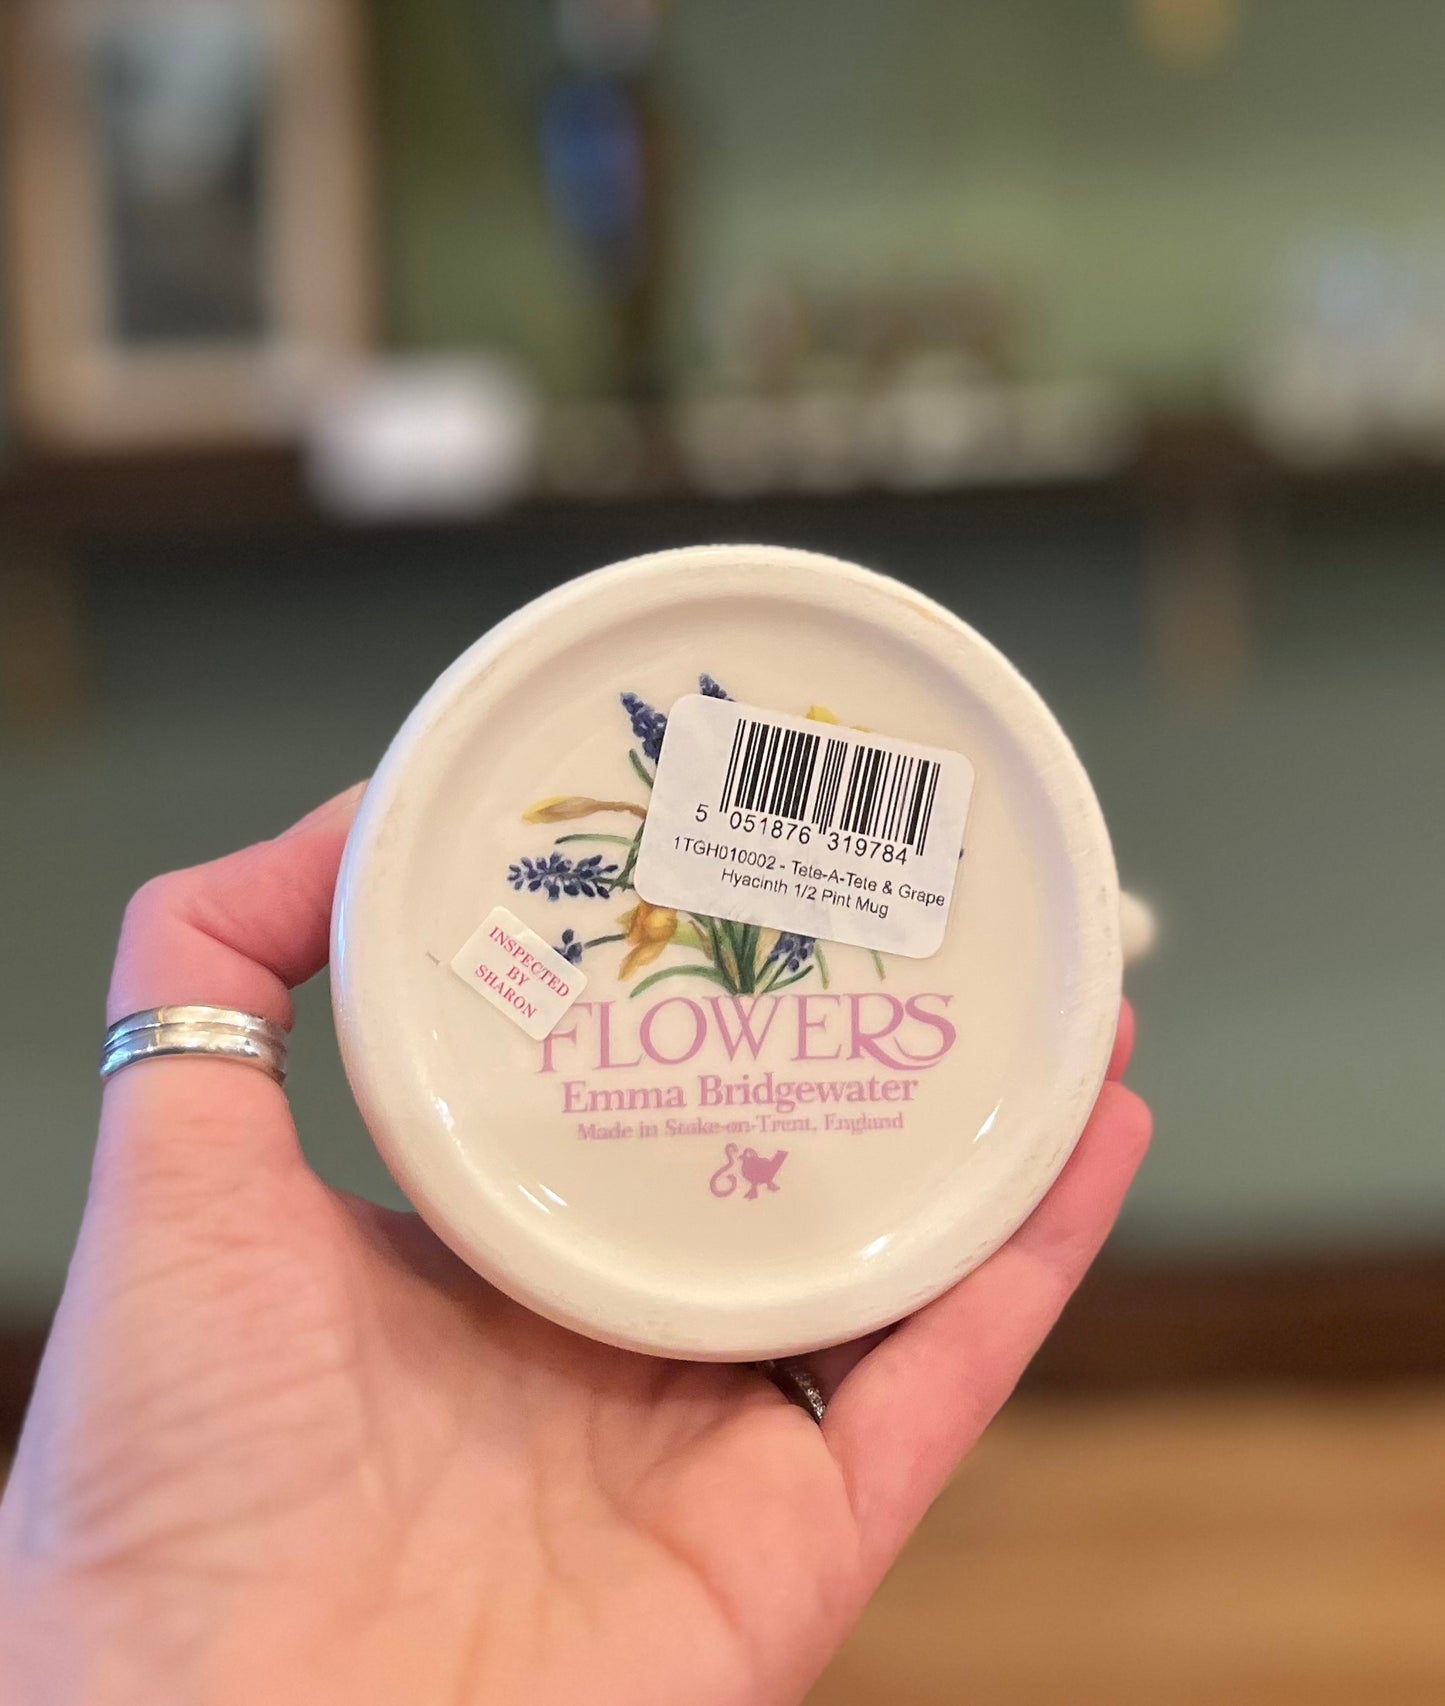 5 051876 319784
1TGH010002 - Tete-A-Tete & Grape
Hyacinth 1/2 Pint Mug
INSPECTED
BY
SHARON
FLOWERS
Emma Bridgewater
Made in Stoke-on-Trent, England